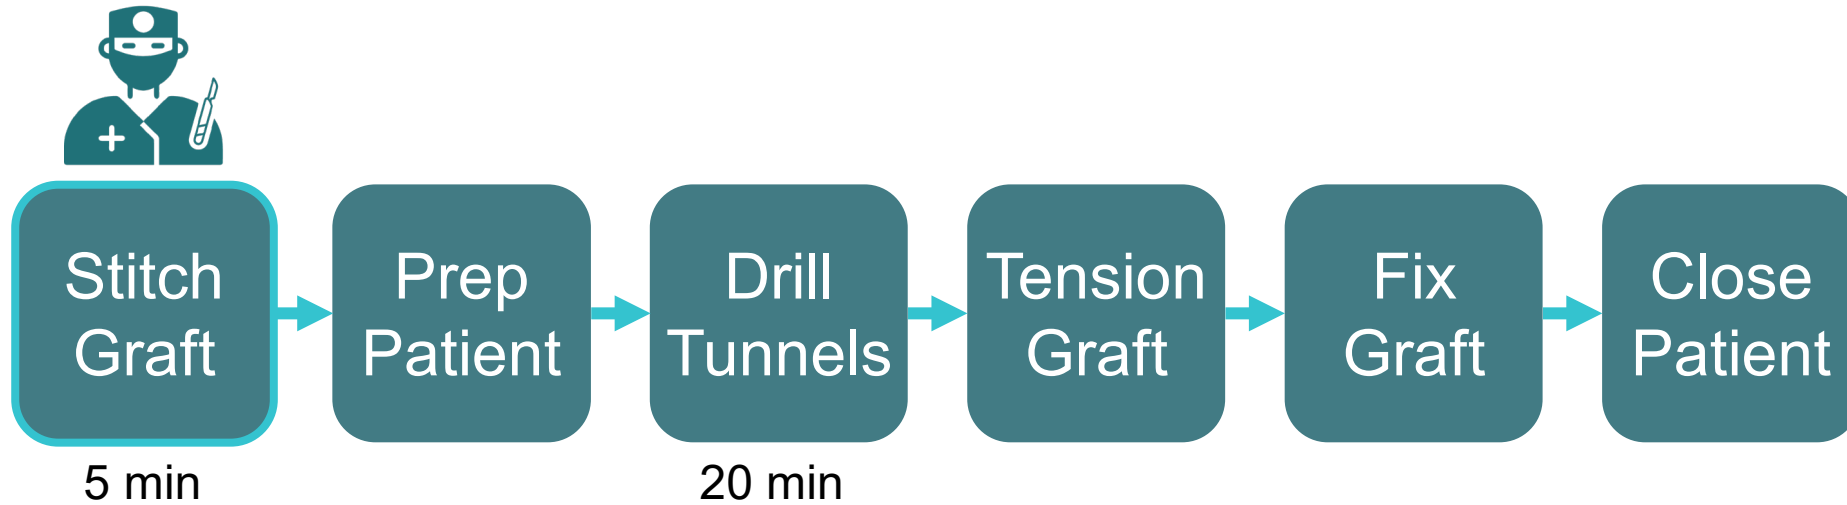 Stitch
Graft
Prep
Patient
Drill
Tunnels
Tension
Graft
Fix
Graft
Close
Patient
5 min
20 min